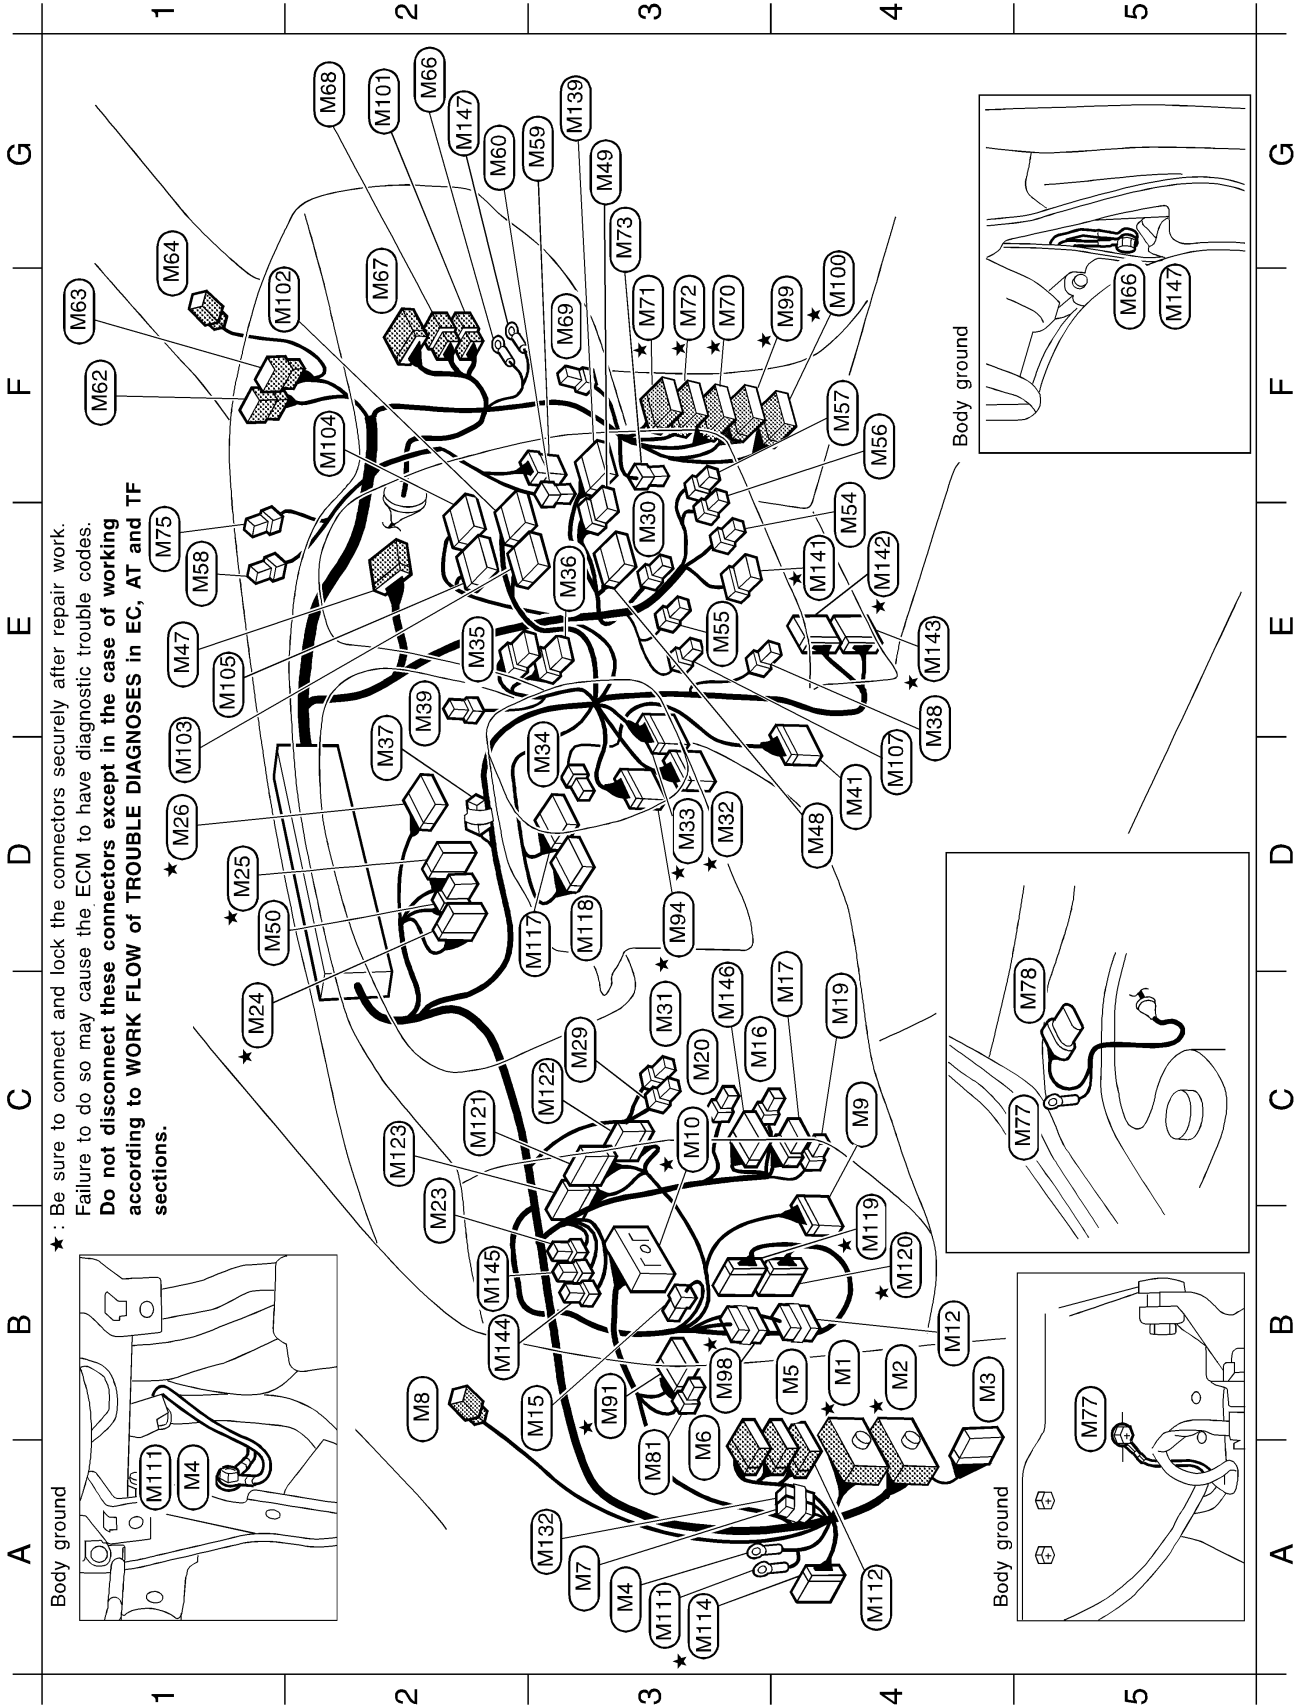 A B C D E F G
1 2 3 4 5
★ : Be sure to connect and lock the connectors securely after repair work.
Failure to do so may cause the ECM to have diagnostic trouble codes.
Do not disconnect these connectors except in the case of working
according to WORK FLOW of TROUBLE DIAGNOSES in EC, AT and TF
sections.
Body ground
M111
M4
M8
M144
M145
M23
M123
M121
M122
M29
M31
★ M24
M50
★ M25
★ M26
M103
M105
M47
M58
M75
M104
M62
M63
M64
M102
M67
M68
M101
M66
M147
M60
M59
M139
M49
M73
M69
★ M71
★ M72
★ M70
★ M99
★ M100
M57
M56
M54
M30
★ M141
★ M142
★ M143
M55
M36
M35
M39
M37
M34
M38
M107
M41
M48
★ M32
★ M33
★ M94
M118
M117
M146
M17
M19
M16
M20
★ M10
M9
★ M119
★ M120
M12
★ M98
M15
★ M91
M81
M6
M5
★ M1
★ M2
M3
M132
M7
M4
M111
★ M114
M112
Body ground
M77
M77
M78
Body ground
M66
M147
A B C D E F G
1 2 3 4 5